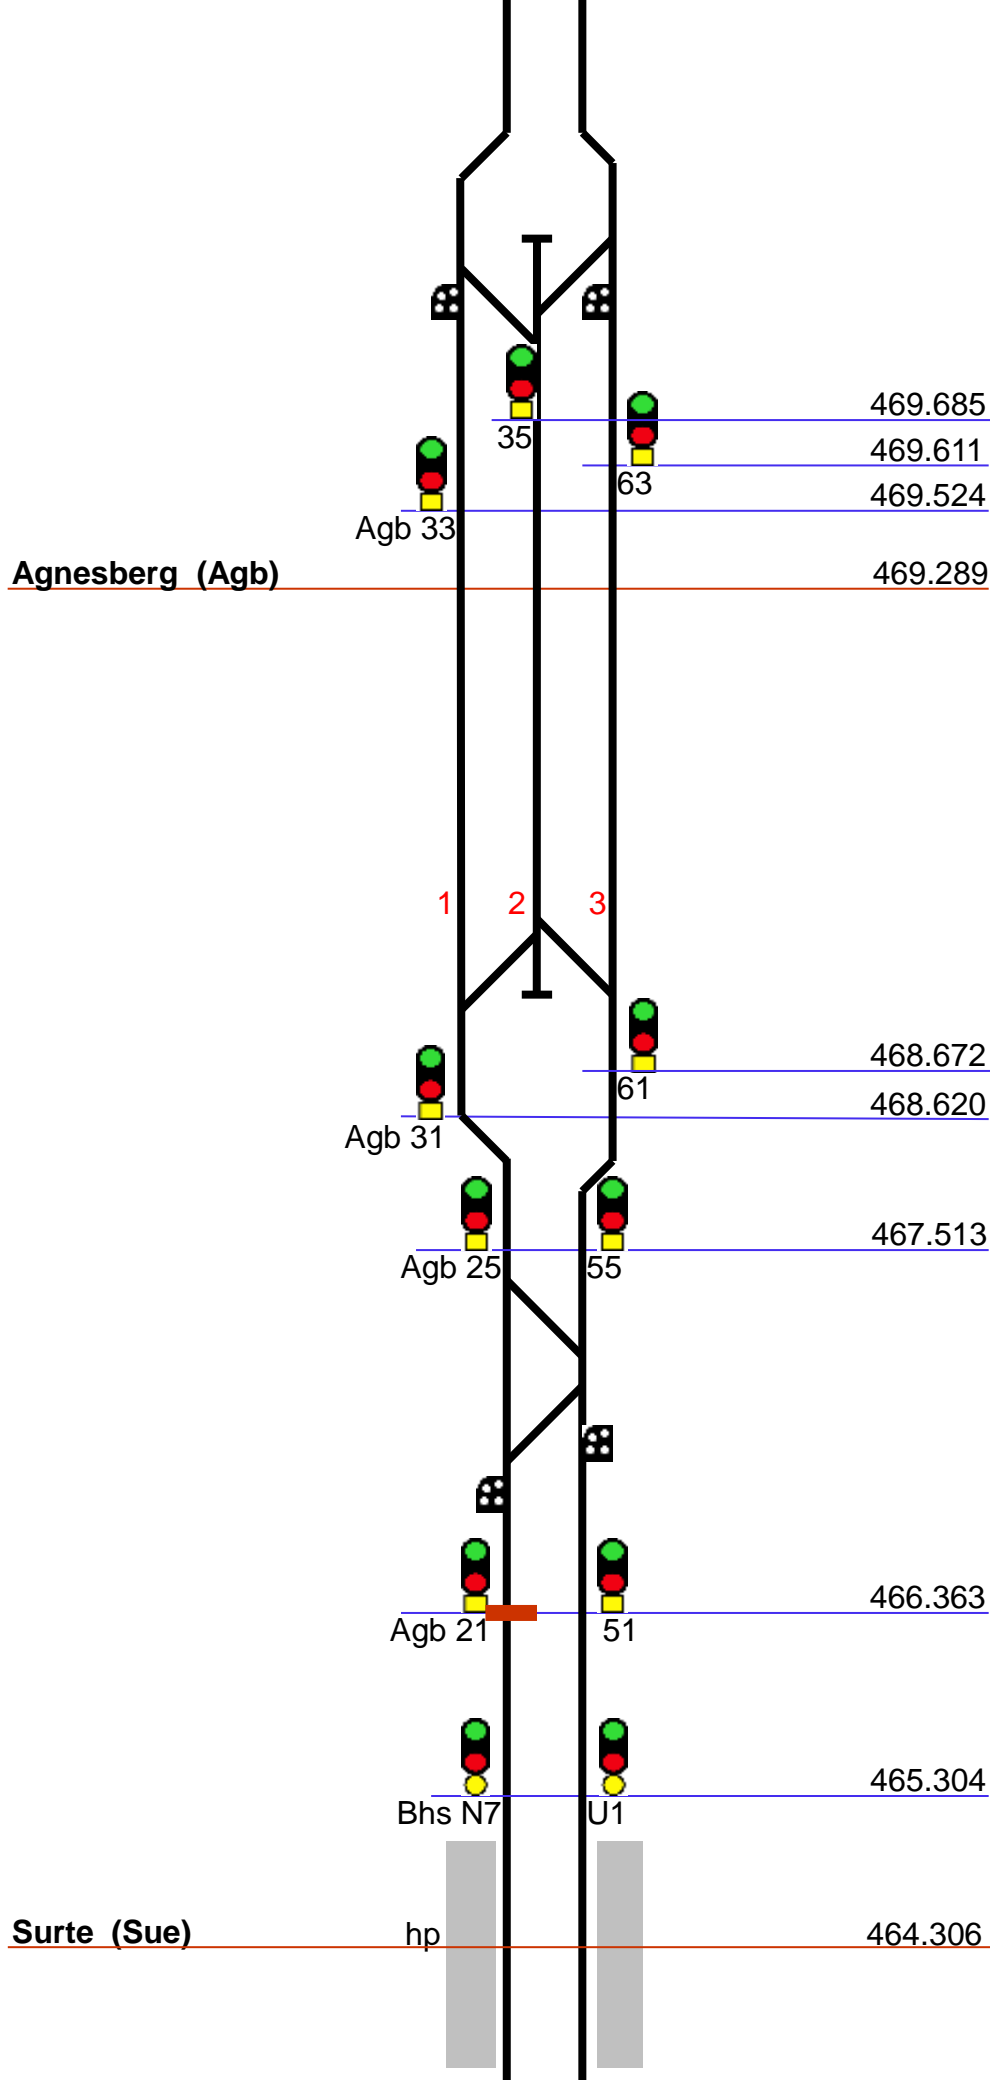 469.685
35
469.611
63
469.524
Agb 33
Agnesberg (Agb) 469.289
1 2 3
468.672
61
468.620
Agb 31
467.513
Agb 25 55
466.363
Agb 21 51
465.304
Bhs N7 U1
Surte (Sue) hp 464.306